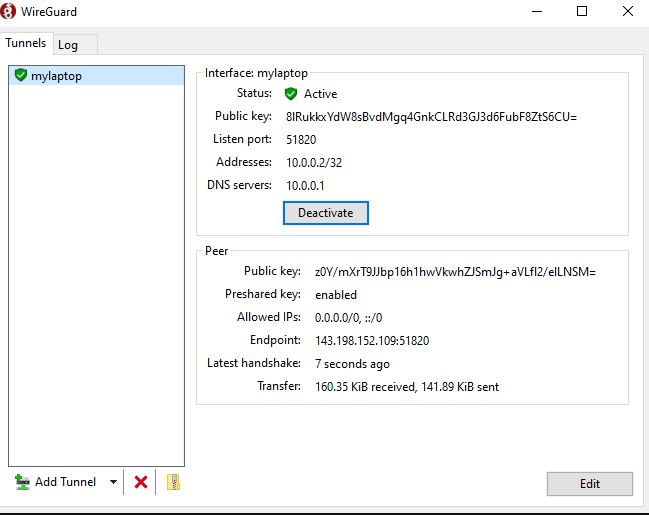 WireGuard
Tunnels Log
mylaptop
Interface: mylaptop
Status: Active
Public key: 8lRukkxYdW8sBvdMgq4GnkCLRd3GJ3d6FubF8ZtS6CU=
Listen port: 51820
Addresses: 10.0.0.2/32
DNS servers: 10.0.0.1
Deactivate
Peer
Public key: z0Y/mXrT9JJbp16h1hwVkwhZJSmJg+aVLfl2/elLNSM=
Preshared key: enabled
Allowed IPs: 0.0.0.0/0, ::/0
Endpoint: 143.198.152.109:51820
Latest handshake: 7 seconds ago
Transfer: 160.35 KiB received, 141.89 KiB sent
Add Tunnel
Edit